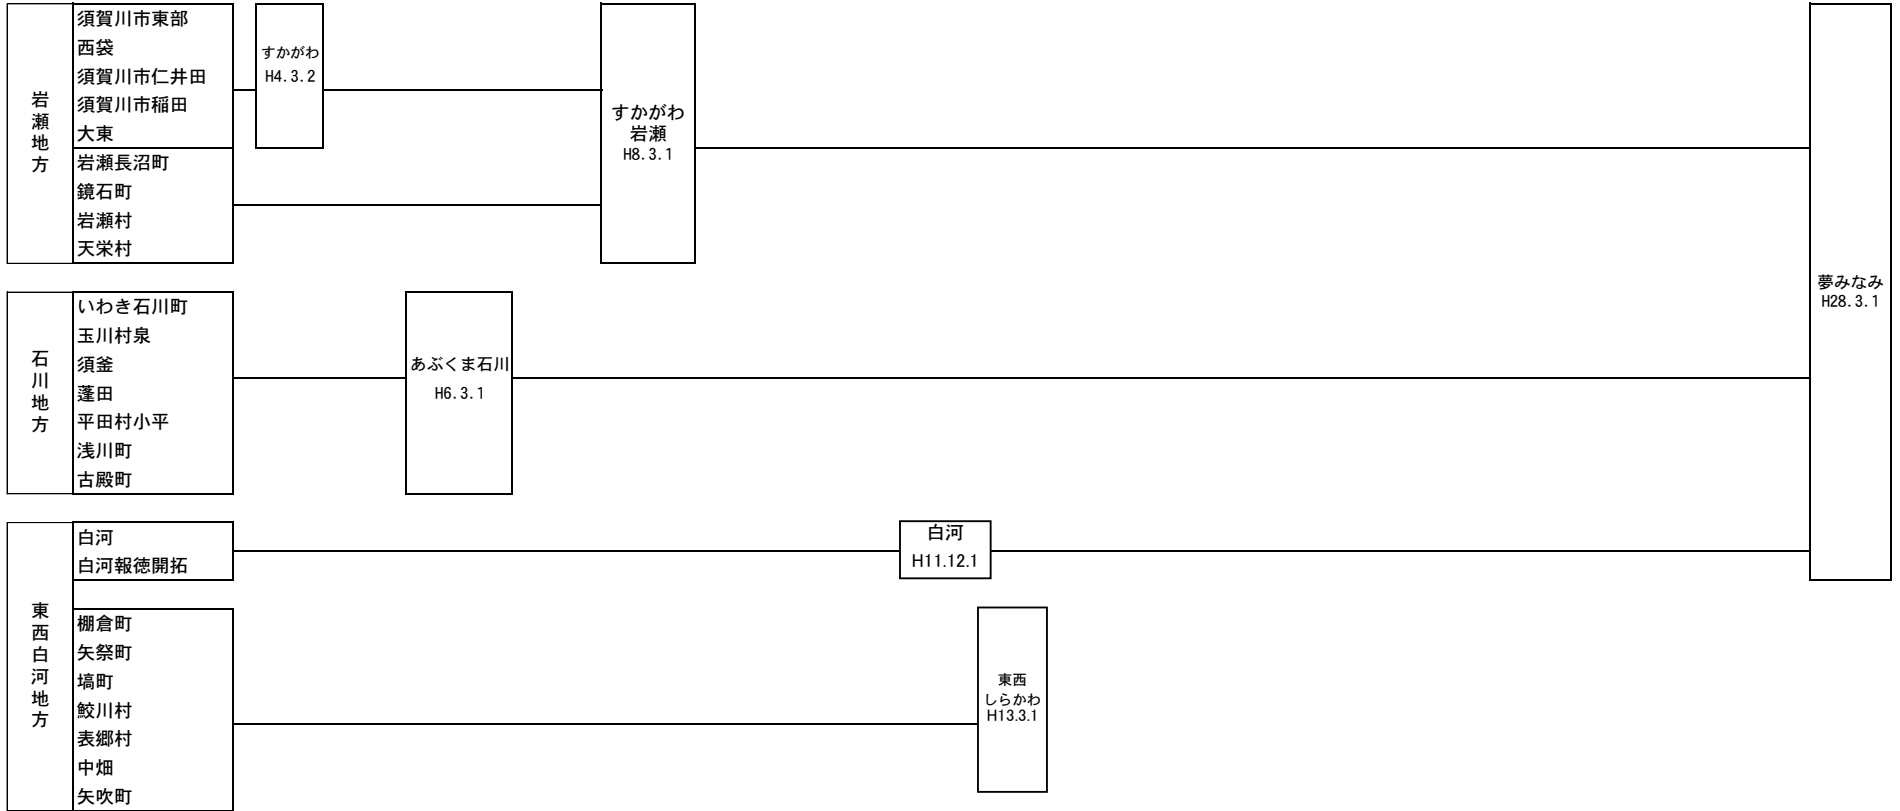 岩瀬地方
須賀川市東部
西袋
須賀川市仁井田
須賀川市稲田
大東
岩瀬長沼町
鏡石町
岩瀬村
天栄村
すかがわ
H4.3.2
すかがわ
岩瀬
H8.3.1
石川地方
いわき石川町
玉川村泉
須釜
蓬田
平田村小平
浅川町
古殿町
あぶくま石川
H6.3.1
東西白河地方
白河
白河報徳開拓
棚倉町
矢祭町
塙町
鮫川村
表郷村
中畑
矢吹町
白河
H11.12.1
東西
しらかわ
H13.3.1
夢みなみ
H28.3.1